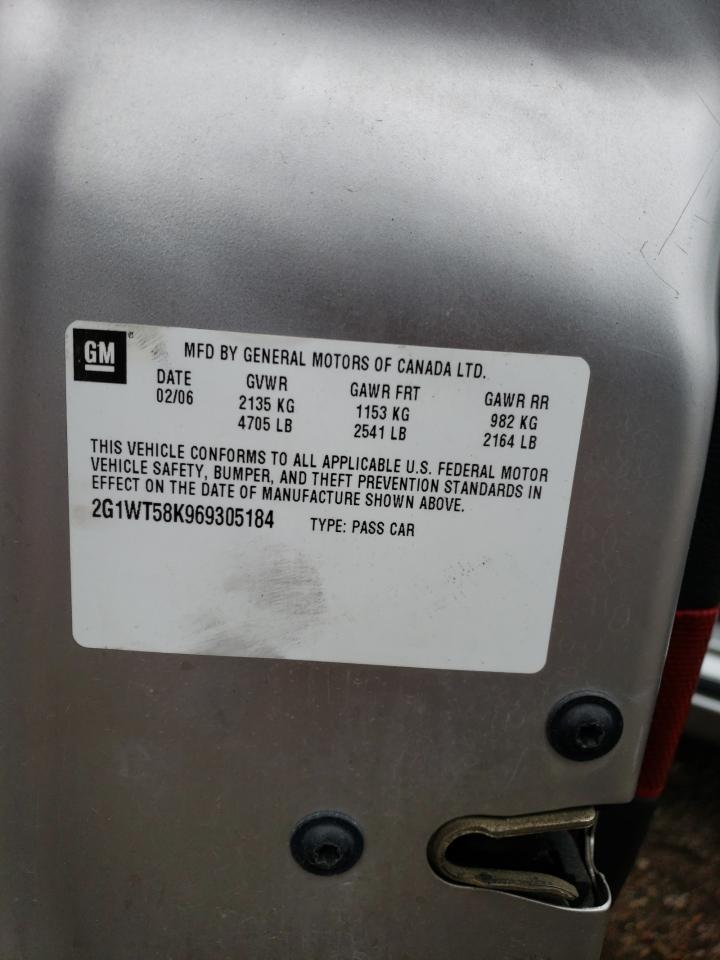 GM
MFD BY GENERAL MOTORS OF CANADA LTD.
DATE GVWR GAWR FRT GAWR RR
02/06 2135 KG 1153 KG 982 KG
4705 LB 2541 LB 2164 LB
THIS VEHICLE CONFORMS TO ALL APPLICABLE U.S. FEDERAL MOTOR
VEHICLE SAFETY, BUMPER, AND THEFT PREVENTION STANDARDS IN
EFFECT ON THE DATE OF MANUFACTURE SHOWN ABOVE.
2G1WT58K969305184 TYPE: PASS CAR